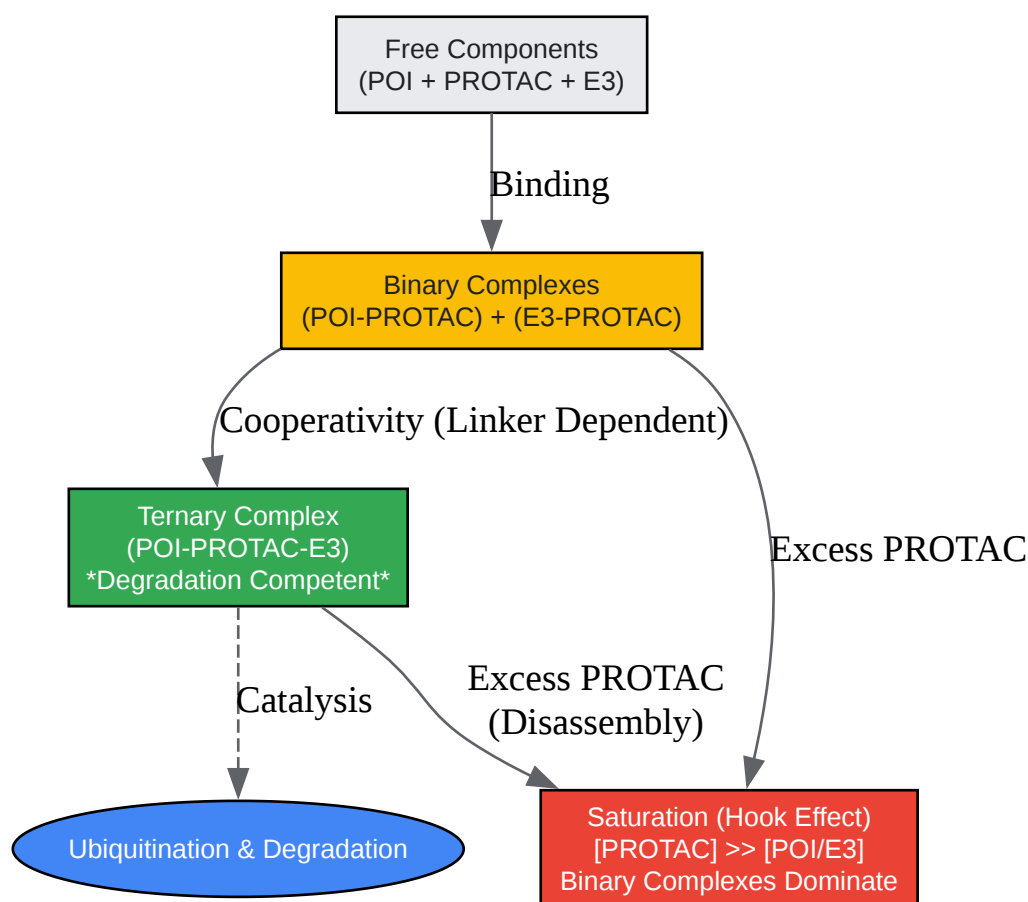 Free Components
(POI + PROTAC + E3)
Binding
Binary Complexes
(POI-PROTAC) + (E3-PROTAC)
Cooperativity (Linker Dependent)
Ternary Complex
(POI-PROTAC-E3)
*Degradation Competent*
Excess PROTAC
Catalysis
Excess PROTAC
(Disassembly)
Ubiquitination & Degradation
Saturation (Hook Effect)
[PROTAC] >> [POI/E3]
Binary Complexes Dominate